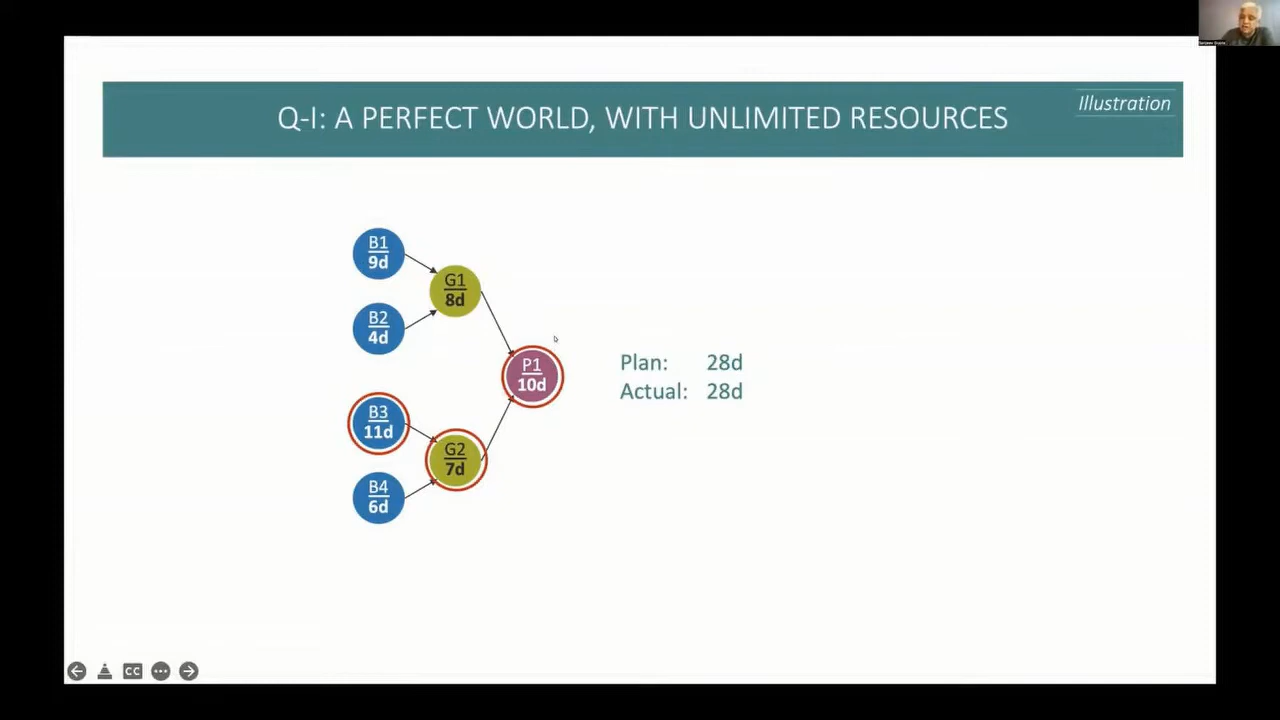 Q-I: A PERFECT WORLD, WITH UNLIMITED RESOURCES
Illustration
B1
9d
G1
8d
B2
4d
P1
10d
Plan: 28d
Actual: 28d
B3
11d
G2
7d
B4
6d
CC